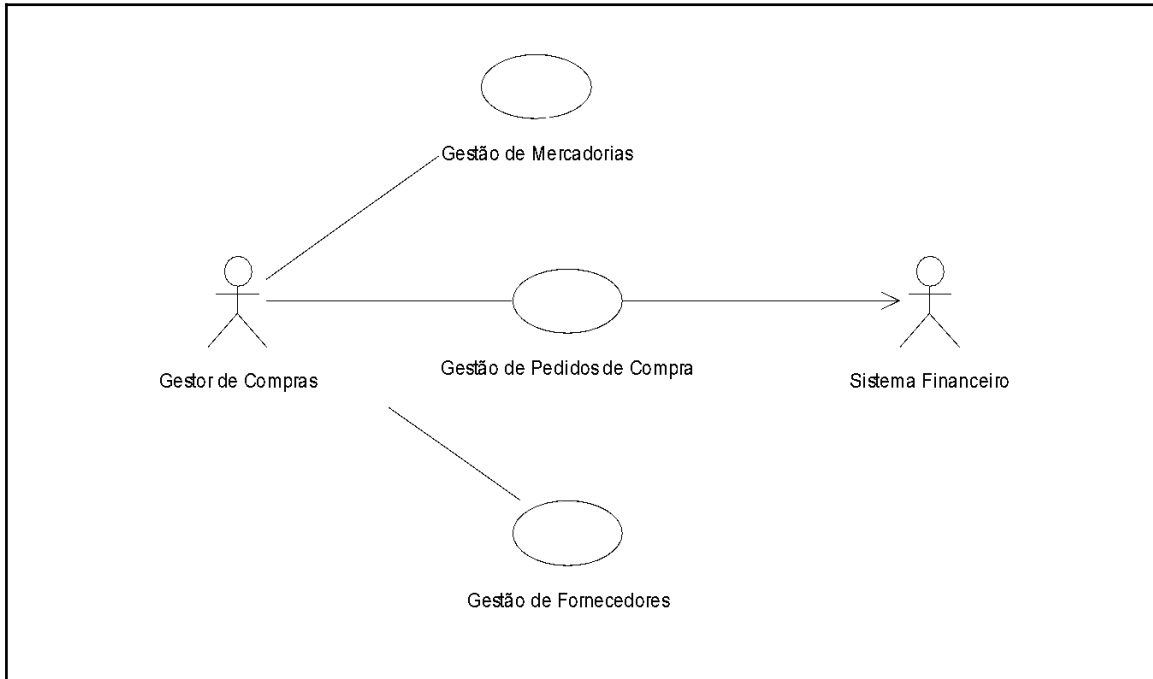 Gestão de Mercadorias
Gestão de Pedidos de Compra
Gestor de Compras
Sistema Financeiro
Gestão de Fornecedores